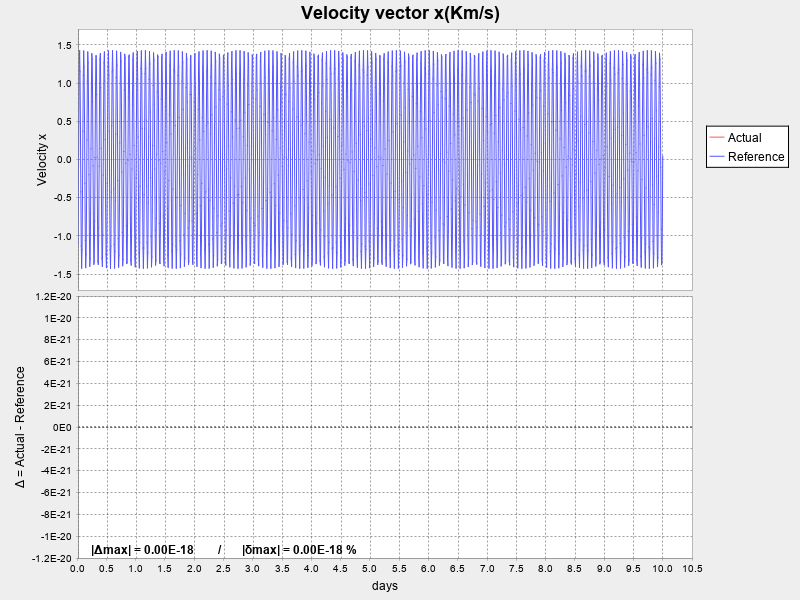 Velocity vector x(Km/s)
1.5
1.0
0.5
0.0
-0.5
-1.0
-1.5
Velocity x
Actual
Reference
1.2E-20
1E-20
8E-21
6E-21
4E-21
2E-21
0E0
-2E-21
-4E-21
-6E-21
-8E-21
-1E-20
-1.2E-20
Δ = Actual - Reference
|Δmax| = 0.00E-18 / |δmax| = 0.00E-18 %
0.0 0.5 1.0 1.5 2.0 2.5 3.0 3.5 4.0 4.5 5.0 5.5 6.0 6.5 7.0 7.5 8.0 8.5 9.0 9.5 10.0 10.5
days